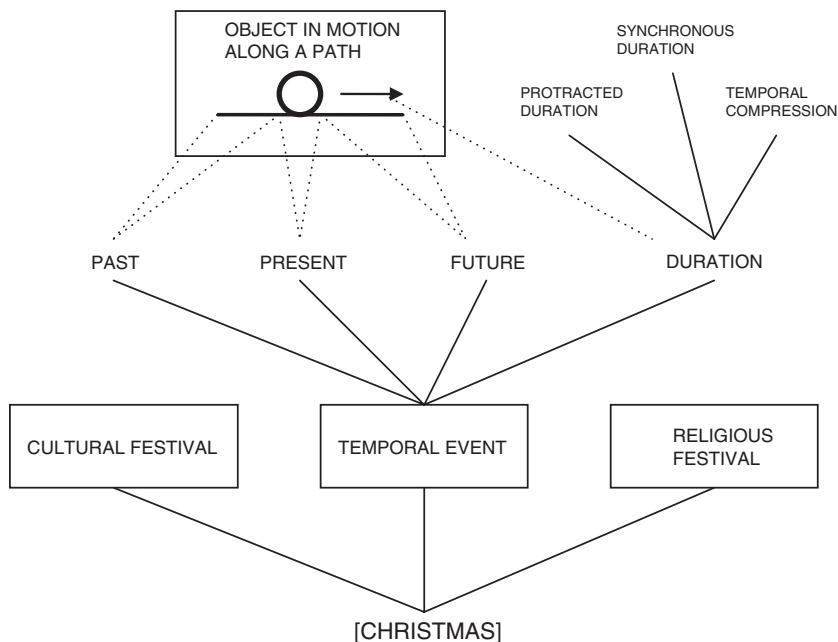 OBJECT IN MOTION
ALONG A PATH
SYNCHRONOUS
DURATION
PROTRACTED
DURATION
TEMPORAL
COMPRESSION
PAST
PRESENT
FUTURE
DURATION
CULTURAL FESTIVAL
TEMPORAL EVENT
RELIGIOUS
FESTIVAL
[CHRISTMAS]